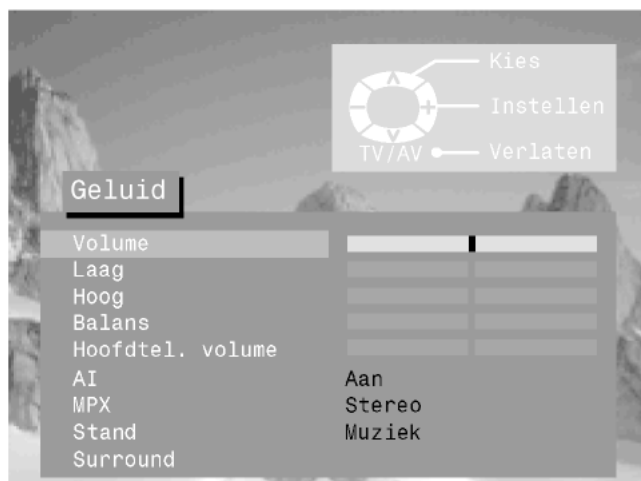 Kies
Instellen
TV/AV Verlaten
Geluid
Volume
Laag
Hoog
Balans
Hoofdtel. volume
AI Aan
MPX Stereo
Stand Muziek
Surround